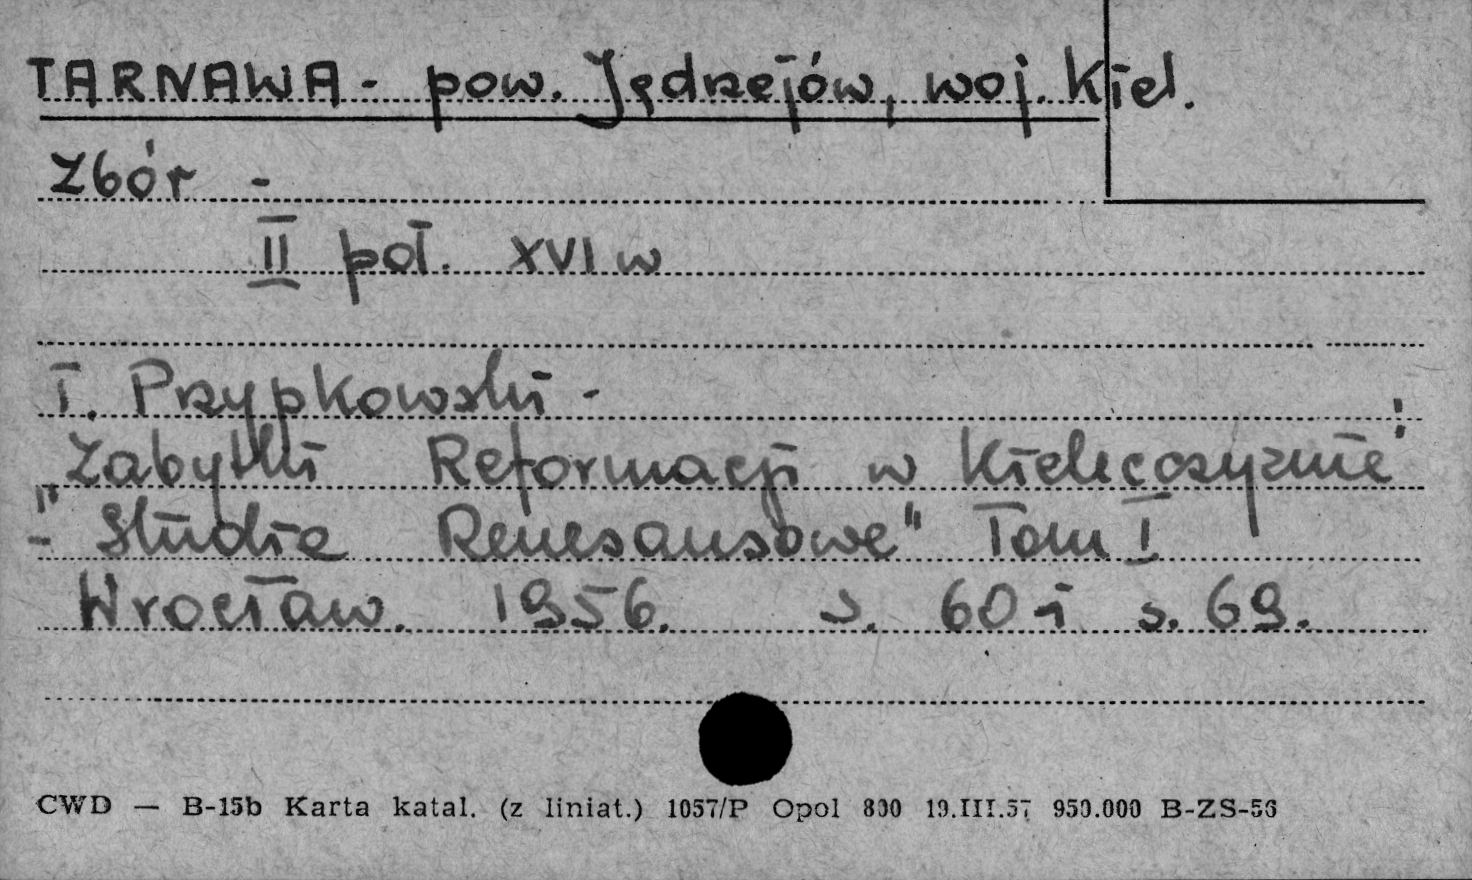 TARNAWA - pow. Jędrzejów, woj. Kiel.
Zbór -
II poł. XVI w
T. Przypkowski -
"Zabytki Reformacji w Kielecczyźnie"
- "Studia Renesansowe" Tom I
Wrocław. 1956. s. 60 i s. 69.
CWD — B-15b Karta katal. (z liniat.) 1057/P Opol 800 19.III.57 950.000 B-ZS-56